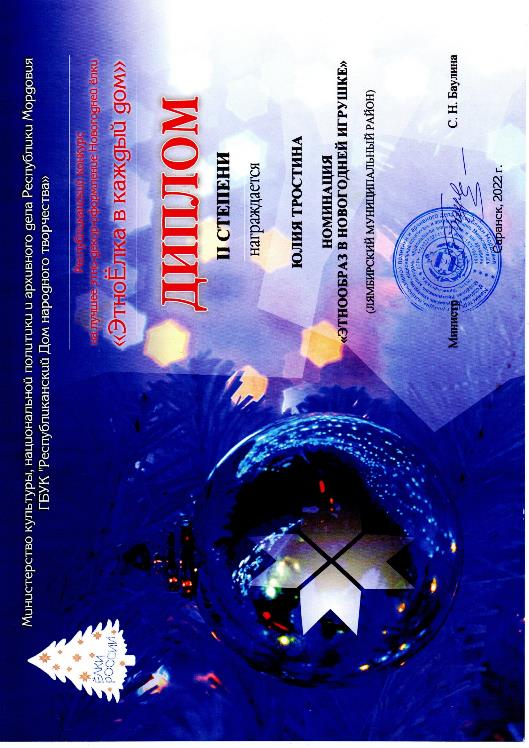 Министерство культуры, национальной политики и архивного дела Республики Мордовия
ГБУК "Республиканский Дом народного творчества»
ЁЛКИ
РОССИИ
Республиканский конкурс
на лучшее этно-декор-оформление Новогодней ёлки
«ЭтноЁлка в каждый дом»
ДИПЛОМ
II СТЕПЕНИ
награждается
ЮЛИЯ ТРОСТИНА
НОМИНАЦИЯ
«ЭТНООБРАЗ В НОВОГОДНЕЙ ИГРУШКЕ»
(ЛЯМБИРСКИЙ МУНИЦИПАЛЬНЫЙ РАЙОН)
Министр С. Н. Баулина
Саранск, 2022 г.